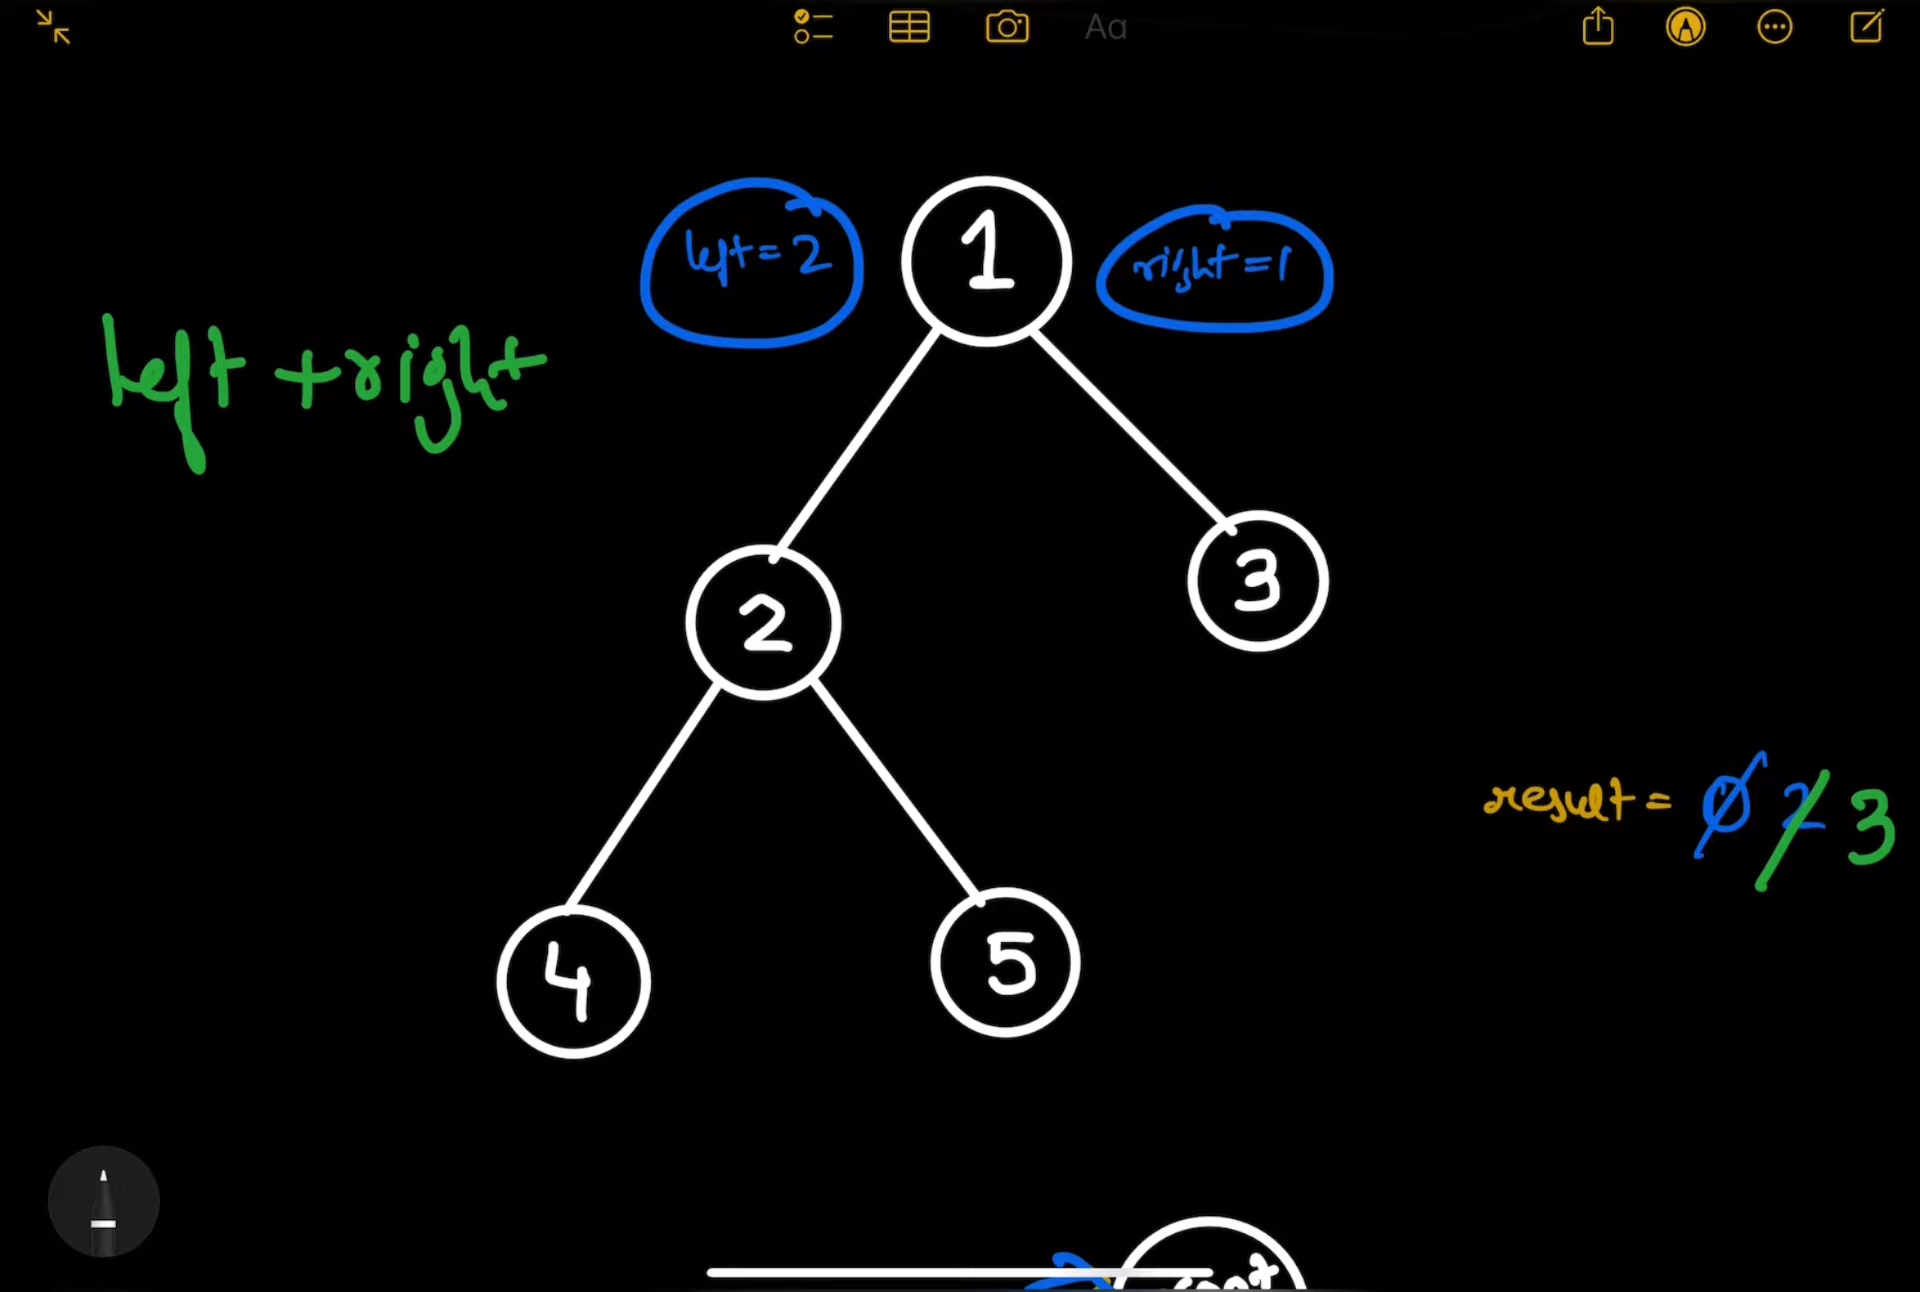 Aa
left=2
1
right=1
left +right
3
2
result = 0 2 3
5
4